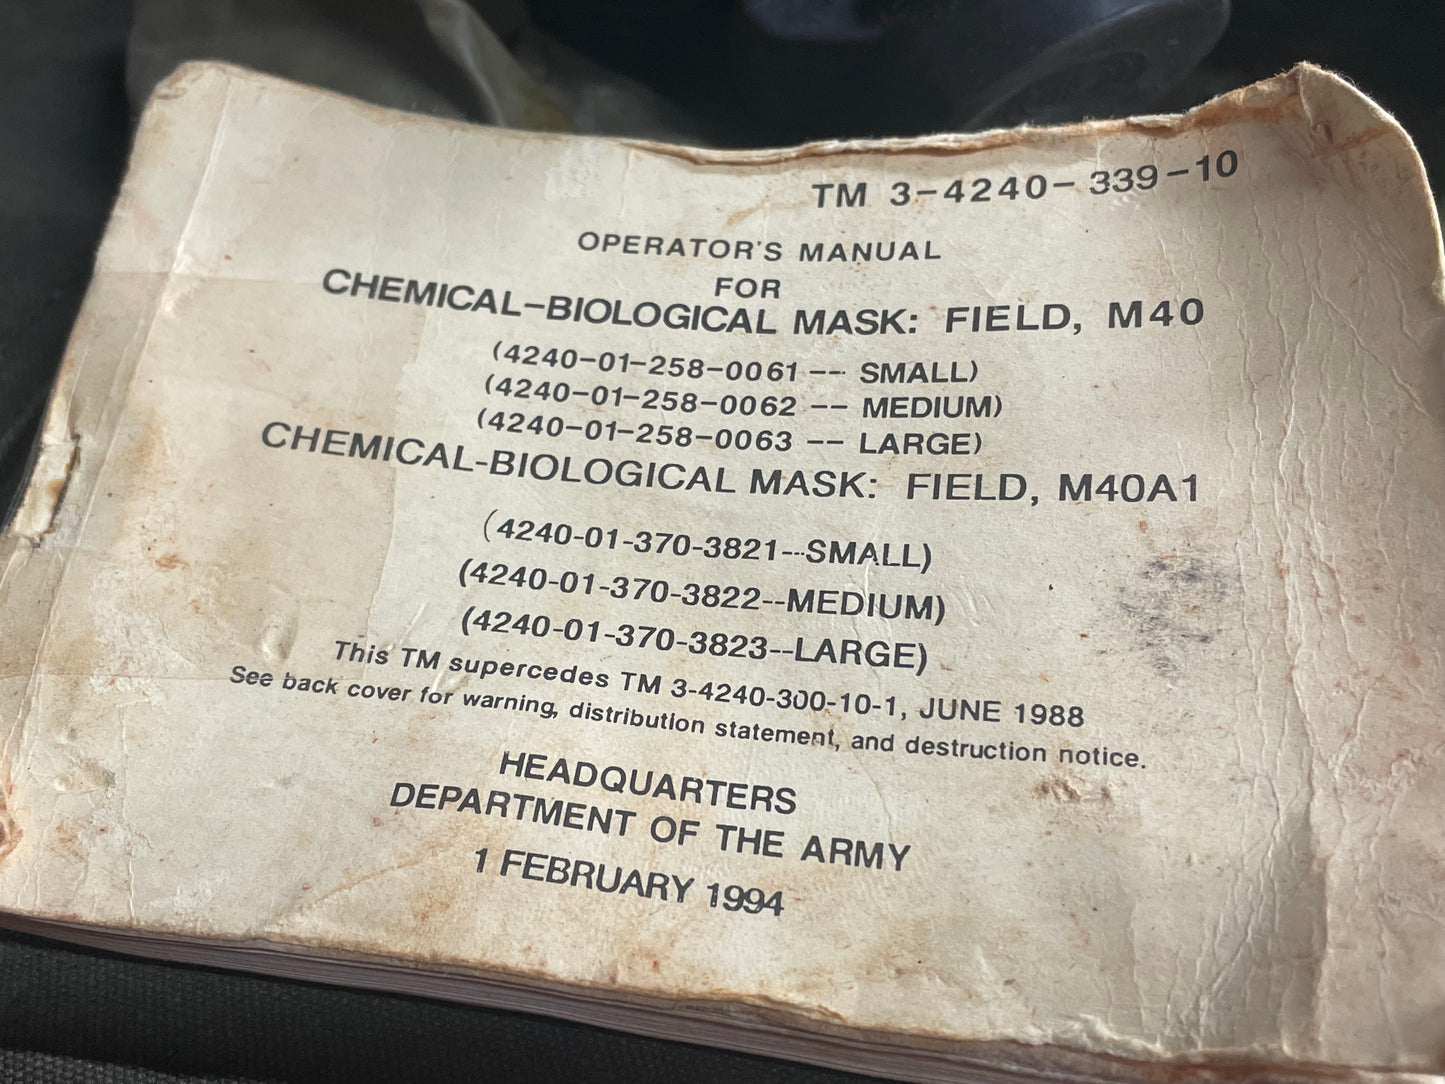 TM 3-4240-339-10
OPERATOR'S MANUAL
FOR
CHEMICAL-BIOLOGICAL MASK: FIELD, M40
(4240-01-258-0061 -- SMALL)
(4240-01-258-0062 -- MEDIUM)
(4240-01-258-0063 -- LARGE)
CHEMICAL-BIOLOGICAL MASK: FIELD, M40A1
(4240-01-370-3821--SMALL)
(4240-01-370-3822--MEDIUM)
(4240-01-370-3823--LARGE)
This TM supercedes TM 3-4240-300-10-1, JUNE 1988
See back cover for warning, distribution statement, and destruction notice.
HEADQUARTERS
DEPARTMENT OF THE ARMY
1 FEBRUARY 1994